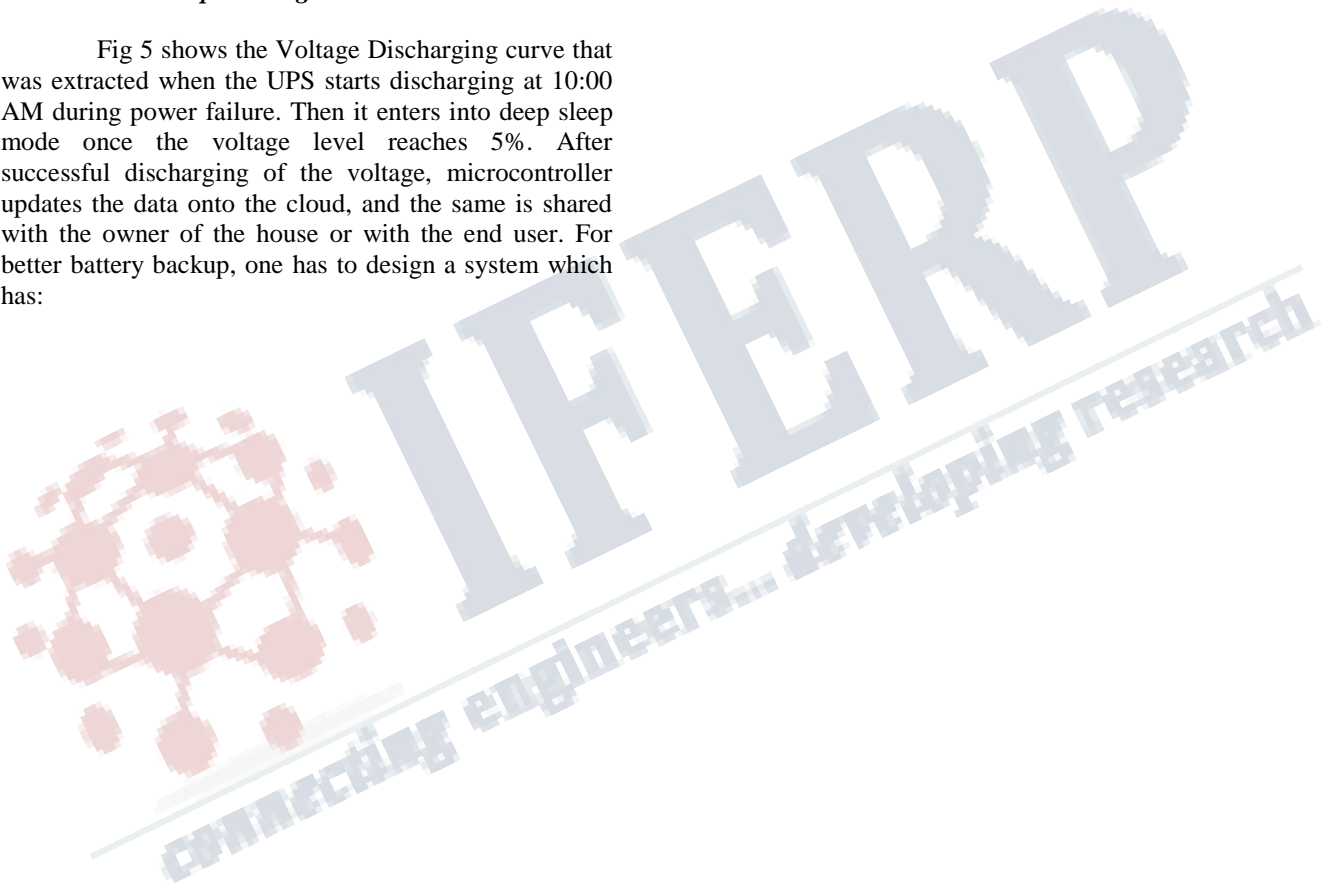 Fig 5 shows the Voltage Discharging curve that
was extracted when the UPS starts discharging at 10:00
AM during power failure. Then it enters into deep sleep
mode once the voltage level reaches 5%. After
successful discharging of the voltage, microcontroller
updates the data onto the cloud, and the same is shared
with the owner of the house or with the end user. For
better battery backup, one has to design a system which
has:
IFERP
connecting engineers... developing research